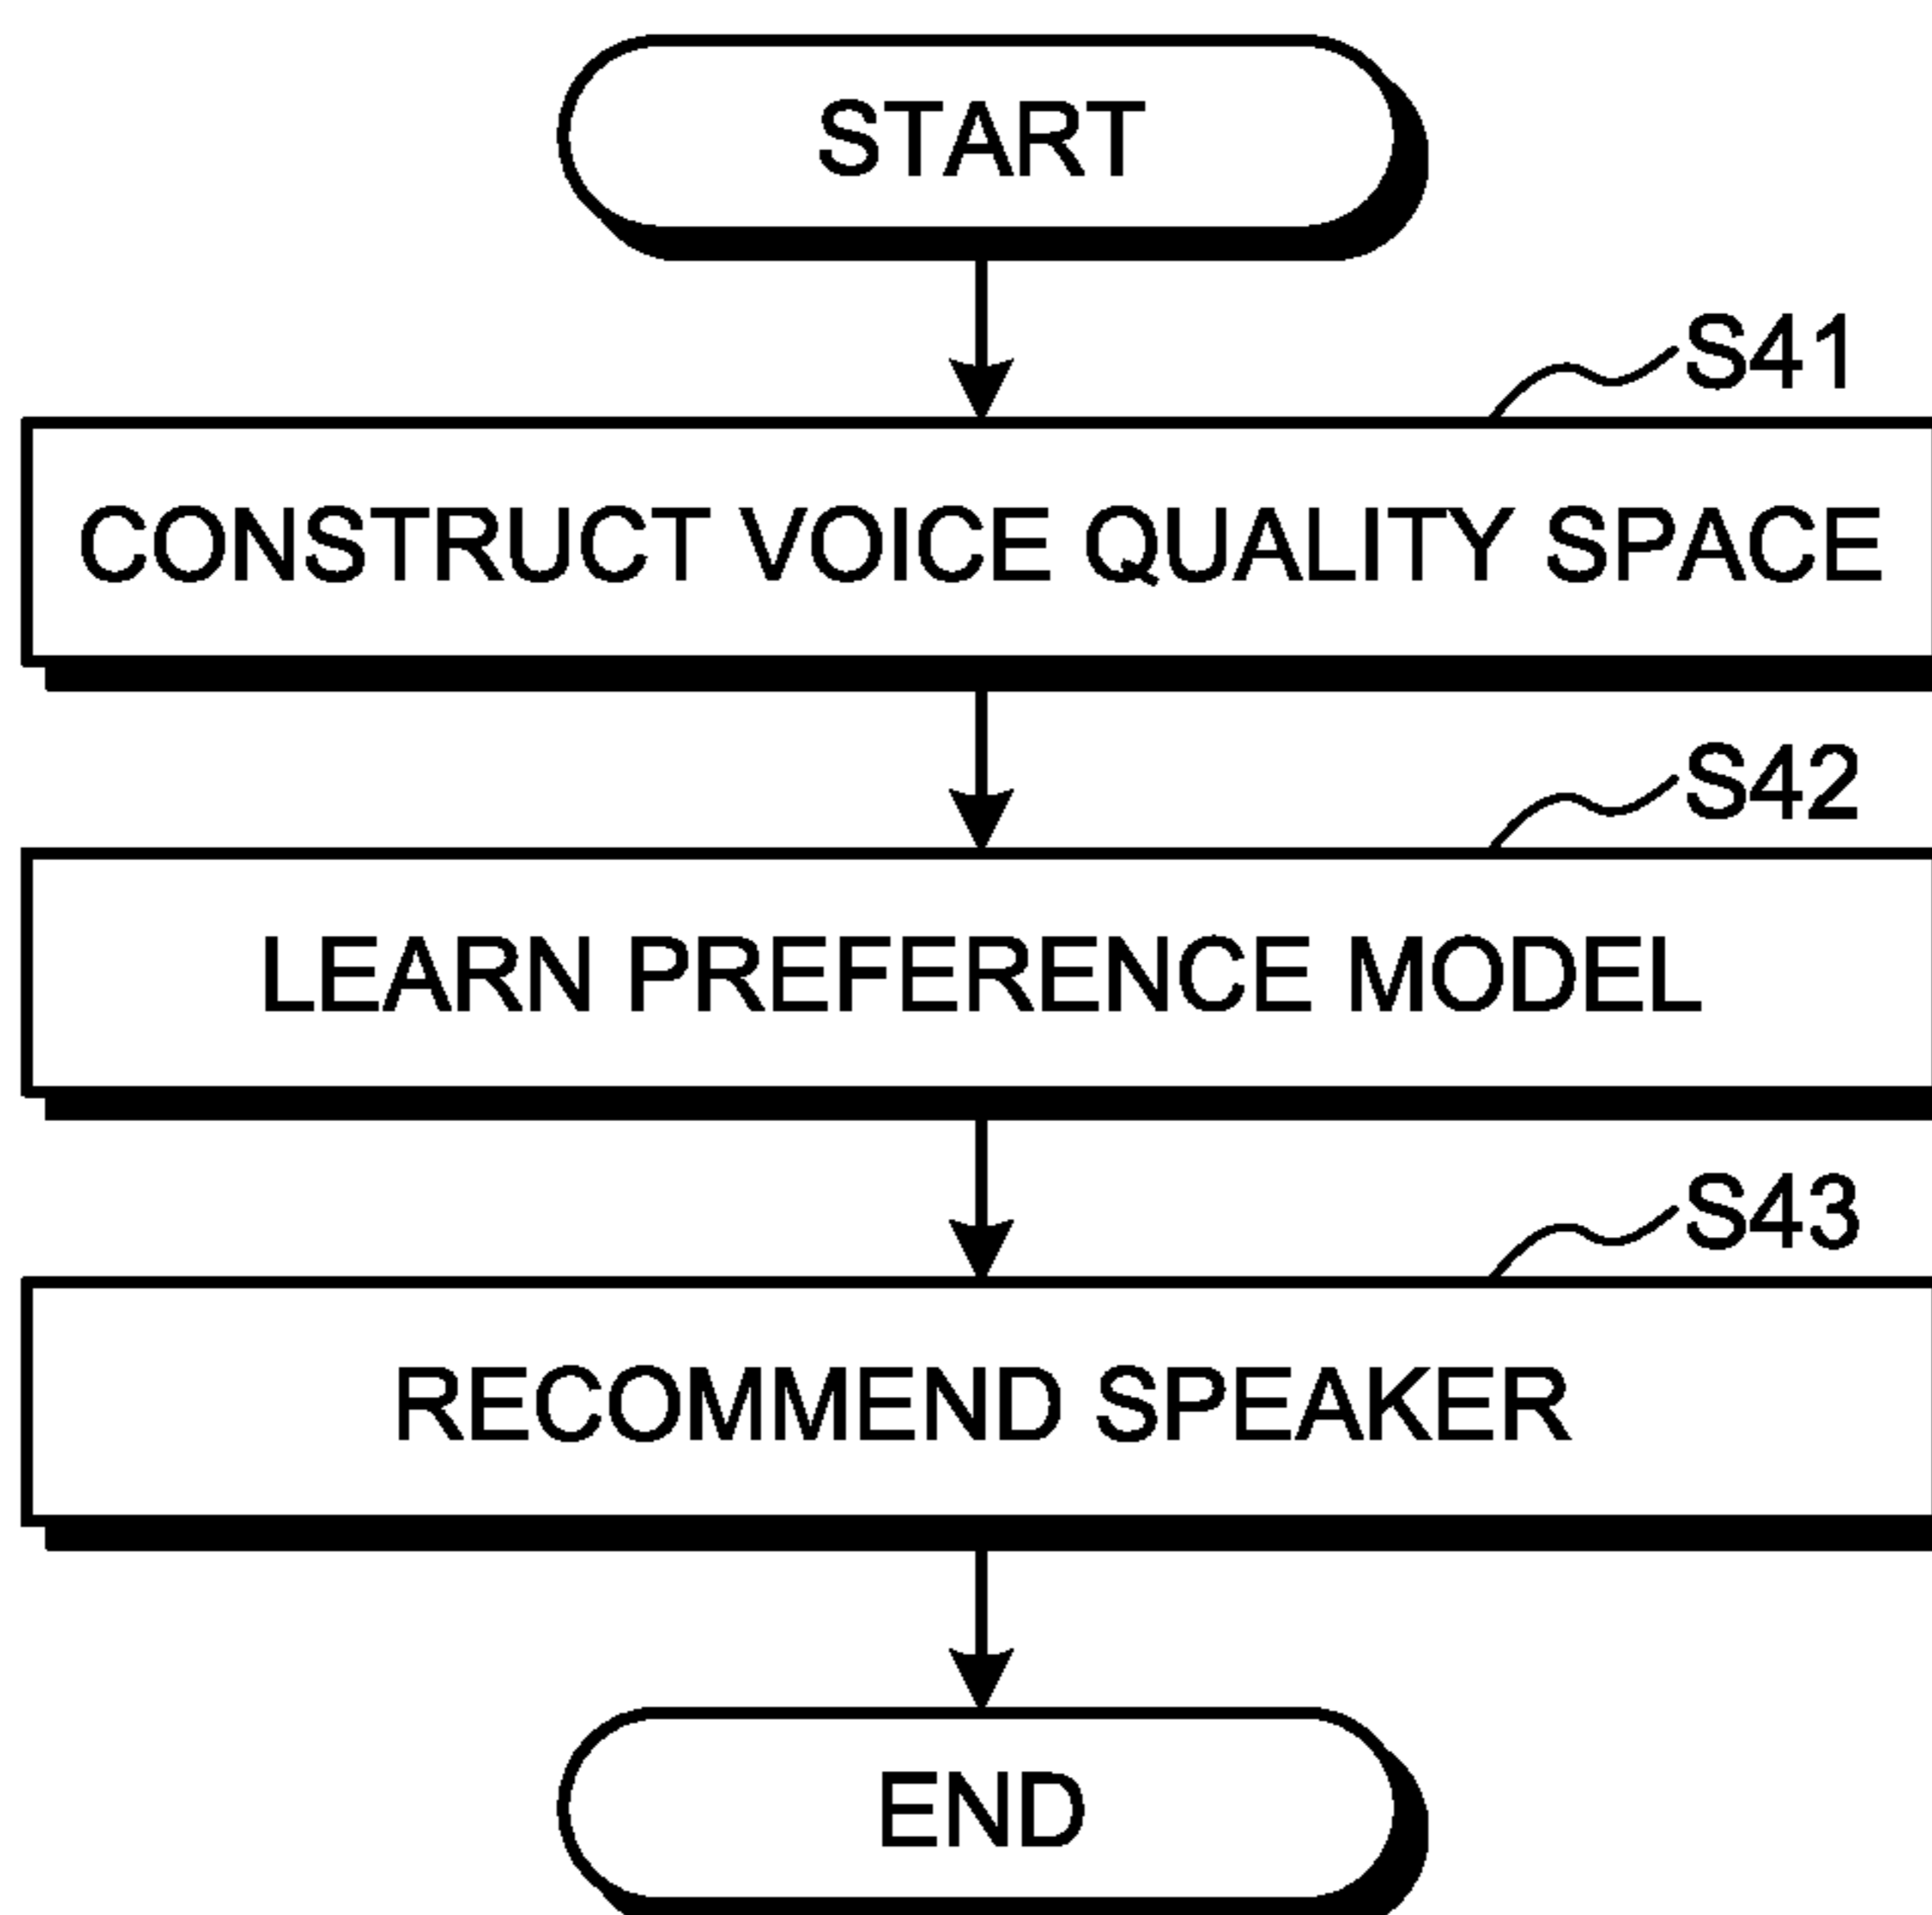 START
S41
CONSTRUCT VOICE QUALITY SPACE
S42
LEARN PREFERENCE MODEL
S43
RECOMMEND SPEAKER
END